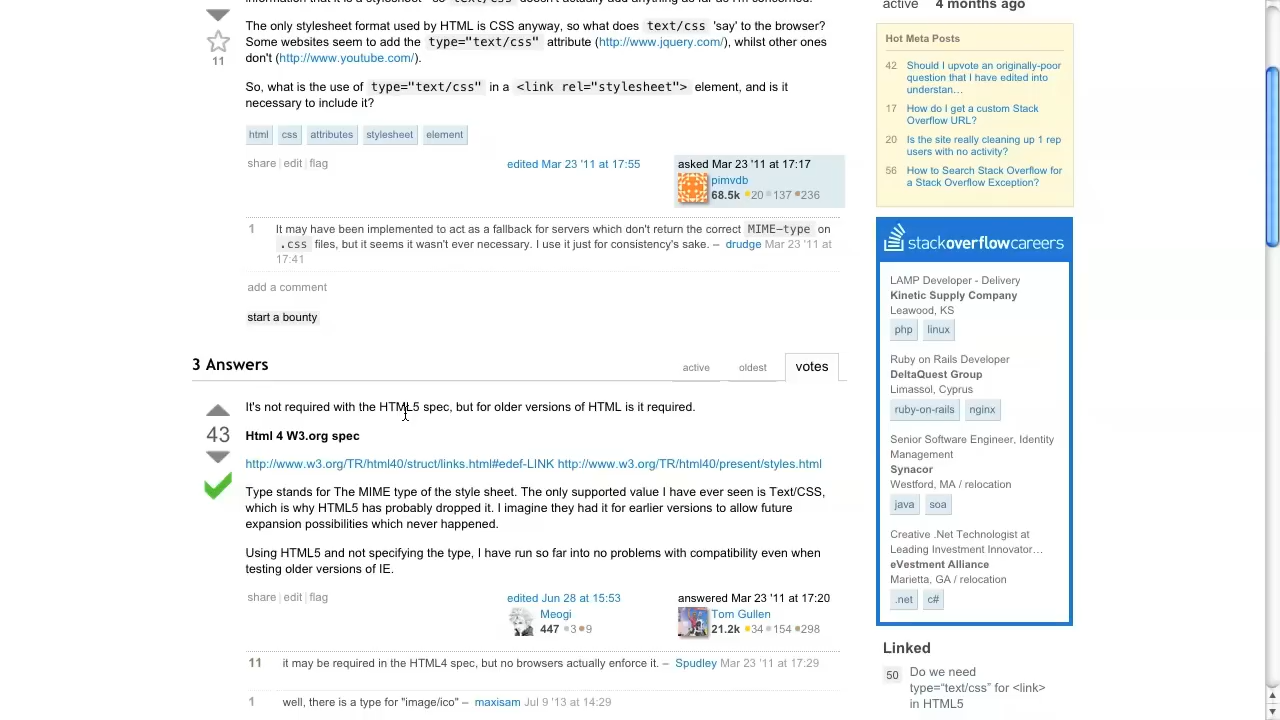 information that it is a stylesheet - so text/css doesn't actually add anything as far as I'm concerned.
The only stylesheet format used by HTML is CSS anyway, so what does text/css 'say' to the browser?
Some websites seem to add the type="text/css" attribute (http://www.jquery.com/), whilst other ones
don't (http://www.youtube.com/).
11
So, what is the use of type="text/css" in a <link rel="stylesheet"> element, and is it
necessary to include it?
html css attributes stylesheet element
share | edit | flag
edited Mar 23 '11 at 17:55
asked Mar 23 '11 at 17:17
pimvdb
68.5k 20 137 236
1 It may have been implemented to act as a fallback for servers which don't return the correct MIME-type on
.css files, but it seems it wasn't ever necessary. I use it just for consistency's sake. – drudge Mar 23 '11 at
17:41
add a comment
start a bounty
3 Answers
active oldest votes
It's not required with the HTML5 spec, but for older versions of HTML is it required.
43
Html 4 W3.org spec
http://www.w3.org/TR/html40/struct/links.html#edef-LINK http://www.w3.org/TR/html40/present/styles.html
Type stands for The MIME type of the style sheet. The only supported value I have ever seen is Text/CSS,
which is why HTML5 has probably dropped it. I imagine they had it for earlier versions to allow future
expansion possibilities which never happened.
Using HTML5 and not specifying the type, I have run so far into no problems with compatibility even when
testing older versions of IE.
share | edit | flag
edited Jun 28 at 15:53
Meogi
447 3 9
answered Mar 23 '11 at 17:20
Tom Gullen
21.2k 34 154 298
11 it may be required in the HTML4 spec, but no browsers actually enforce it. – Spudley Mar 23 '11 at 17:29
1 well, there is a type for "image/ico" – maxisam Jul 9 '13 at 14:29
active 4 months ago
Hot Meta Posts
42 Should I upvote an originally-poor
question that I have edited into
understan…
17 How do I get a custom Stack
Overflow URL?
20 Is the site really cleaning up 1 rep
users with no activity?
56 How to Search Stack Overflow for
a Stack Overflow Exception?
stackoverflowcareers
LAMP Developer - Delivery
Kinetic Supply Company
Leawood, KS
php linux
Ruby on Rails Developer
DeltaQuest Group
Limassol, Cyprus
ruby-on-rails nginx
Senior Software Engineer, Identity
Management
Synacor
Westford, MA / relocation
java soa
Creative .Net Technologist at
Leading Investment Innovator…
eVestment Alliance
Marietta, GA / relocation
.net c#
Linked
50 Do we need
type="text/css" for <link>
in HTML5